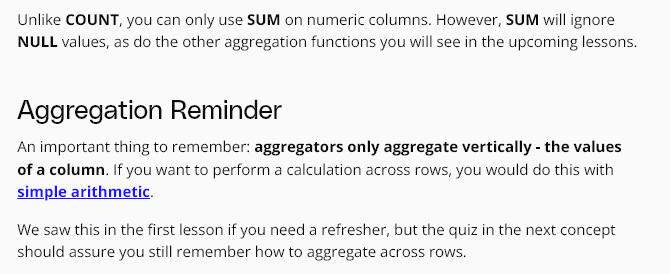 Unlike COUNT, you can only use SUM on numeric columns. However, SUM will ignore
NULL values, as do the other aggregation functions you will see in the upcoming lessons.
Aggregation Reminder
An important thing to remember: aggregators only aggregate vertically - the values
of a column. If you want to perform a calculation across rows, you would do this with
simple arithmetic.
We saw this in the first lesson if you need a refresher, but the quiz in the next concept
should assure you still remember how to aggregate across rows.